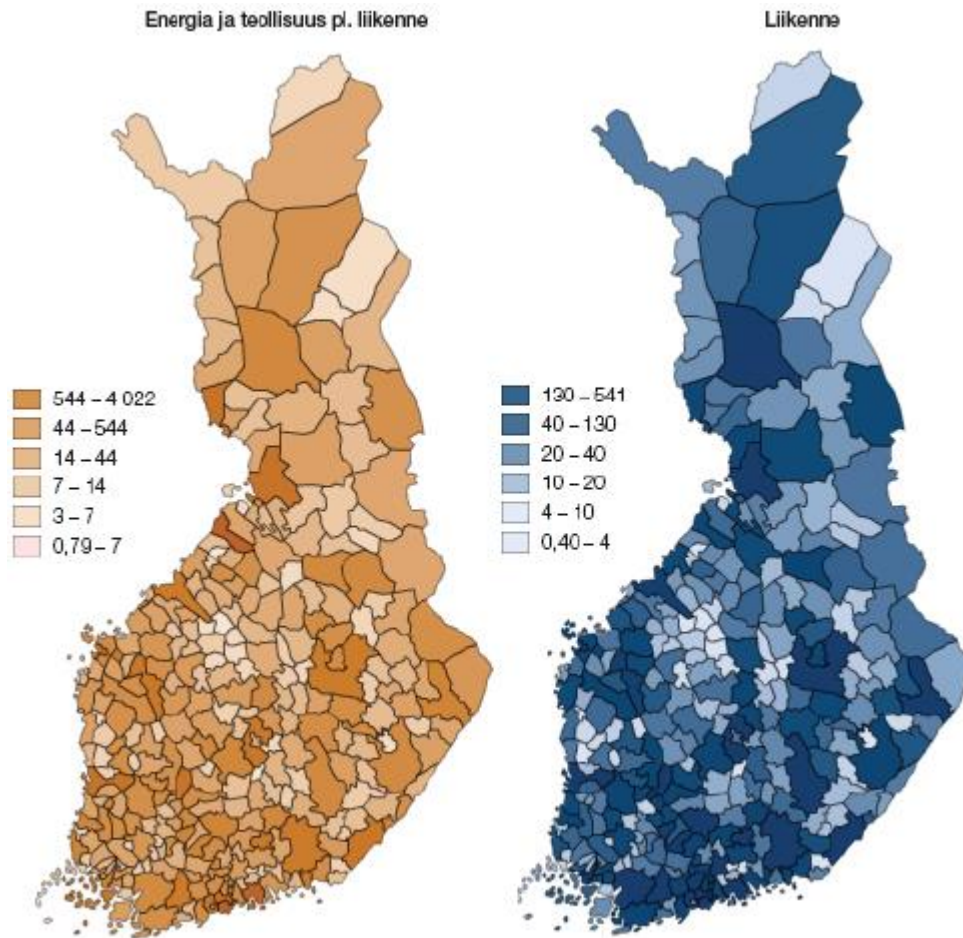 Energia ja teollisuus pl. liikenne
544 – 4 022
44 – 544
14 – 44
7 – 14
3 – 7
0,79 – 7
Liikenne
130 – 541
40 – 130
20 – 40
10 – 20
4 – 10
0,40 – 4